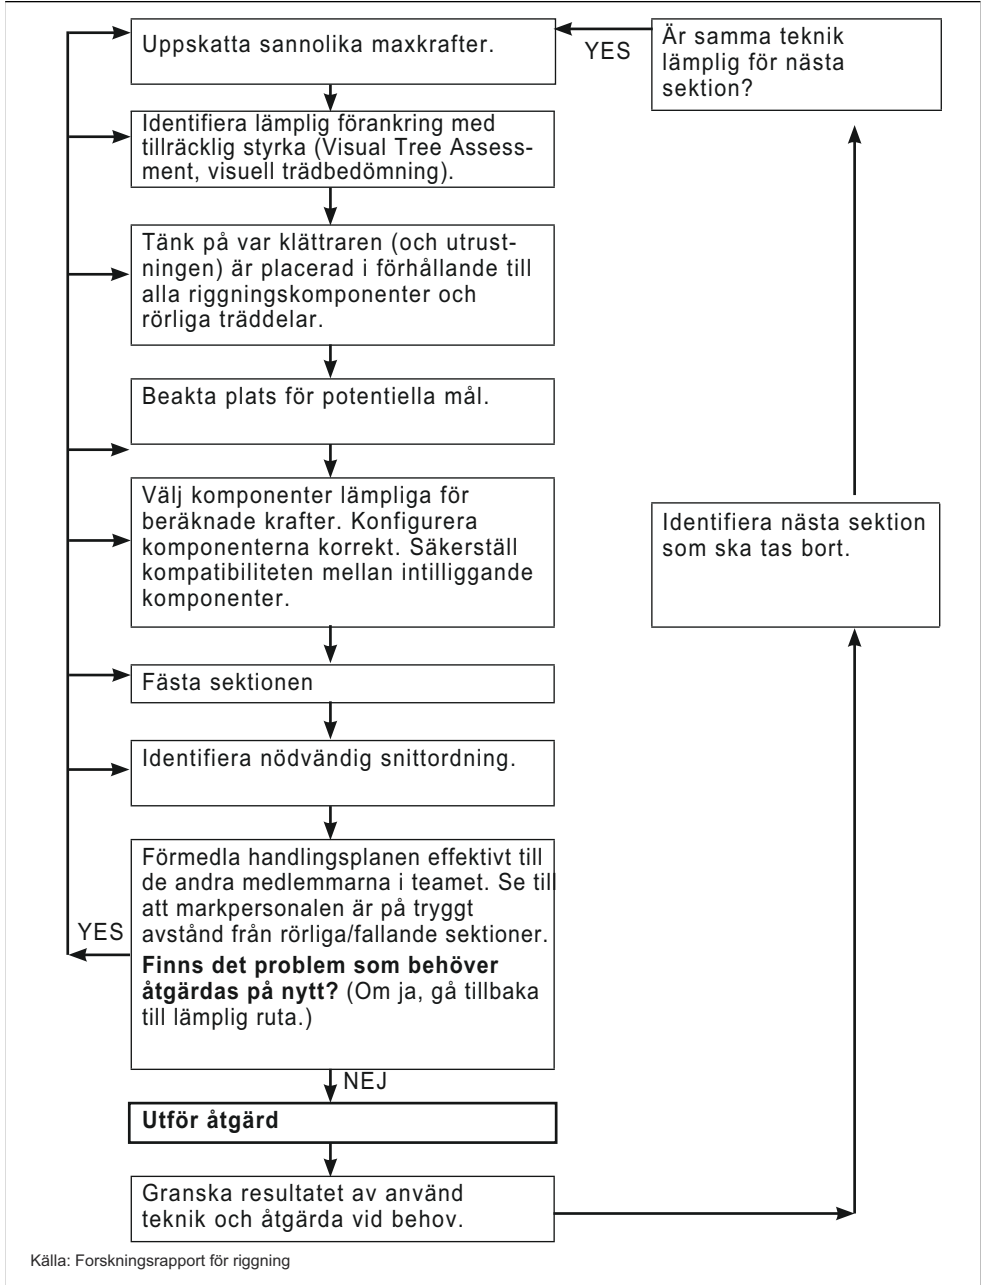 Uppskatta sannolika maxkrafter.
YES
Är samma teknik
lämplig för nästa
sektion?
Identifiera lämplig förankring med
tillräcklig styrka (Visual Tree Assess-
ment, visuell trädbedömning).
Tänk på var klättraren (och utrust-
ningen) är placerad i förhållande till
alla riggningskomponenter och
rörliga träddelar.
Beakta plats för potentiella mål.
Välj komponenter lämpliga för
beräknade krafter. Konfigurera
komponenterna korrekt. Säkerställ
kompatibiliteten mellan intilliggande
komponenter.
Identifiera nästa sektion
som ska tas bort.
Fästa sektionen
Identifiera nödvändig snittordning.
Förmedla handlingsplanen effektivt till
de andra medlemmarna i teamet. Se till
att markpersonalen är på tryggt
avstånd från rörliga/fallande sektioner.
YES
Finns det problem som behöver
åtgärdas på nytt? (Om ja, gå tillbaka
till lämplig ruta.)
NEJ
Utför åtgärd
Granska resultatet av använd
teknik och åtgärda vid behov.
Källa: Forskningsrapport för riggning